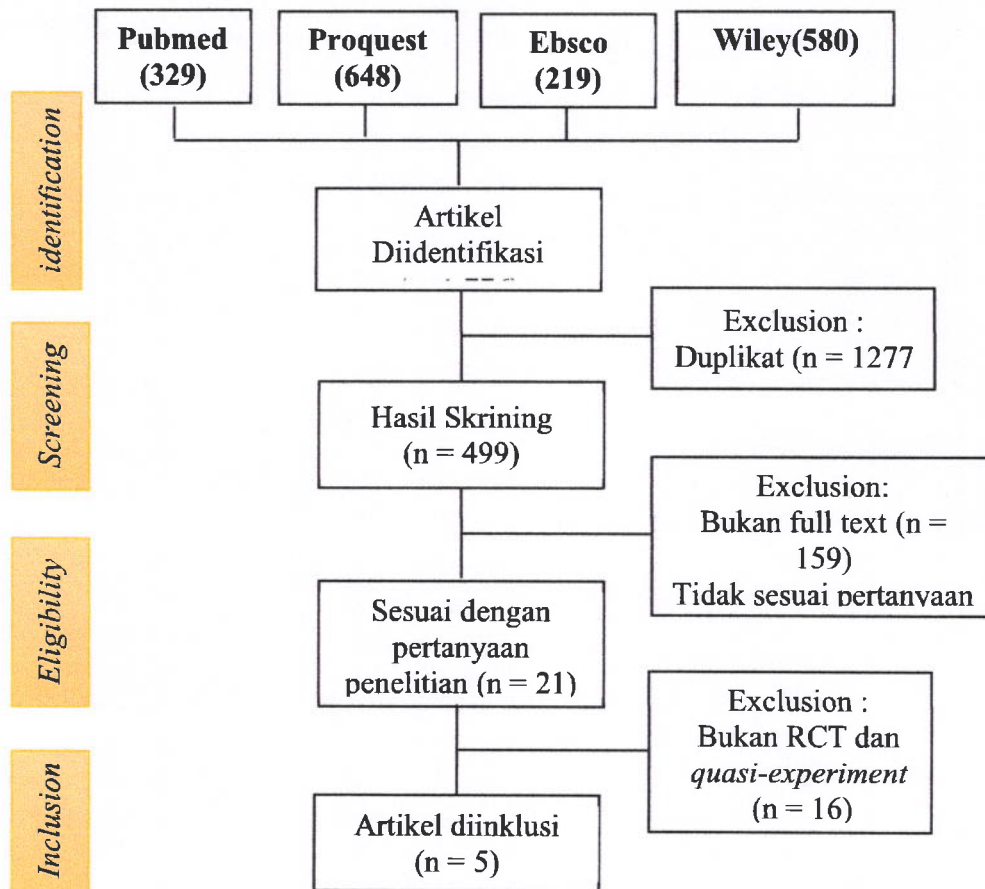 Pubmed
(329)
Proquest
(648)
Ebsco
(219)
Wiley(580)
identification
Artikel
Diidentifikasi
Exclusion :
Duplikat (n = 1277
Screening
Hasil Skrining
(n = 499)
Exclusion:
Bukan full text (n =
159)
Tidak sesuai pertanyaan
Eligibility
Sesuai dengan
pertanyaan
penelitian (n = 21)
Exclusion :
Bukan RCT dan
quasi-experiment
(n = 16)
Inclusion
Artikel diinklusi
(n = 5)